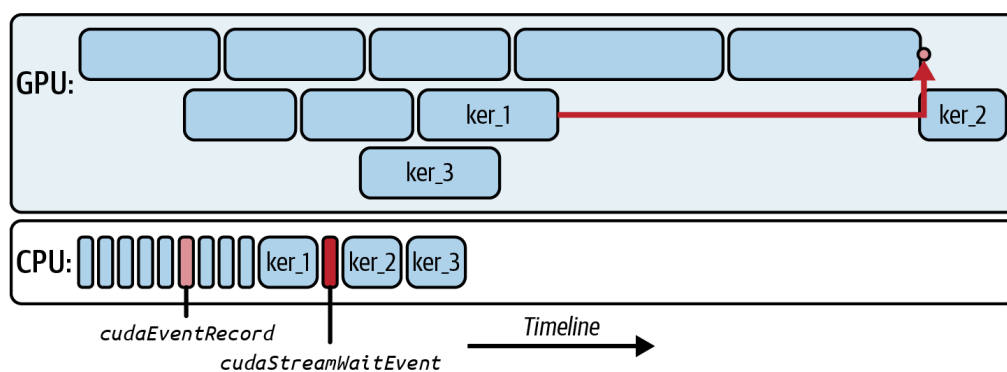 GPU:
ker_1
ker_2
ker_3
CPU:
ker_1
ker_2
ker_3
cudaEventRecord
Timeline
cudaStreamWaitEvent